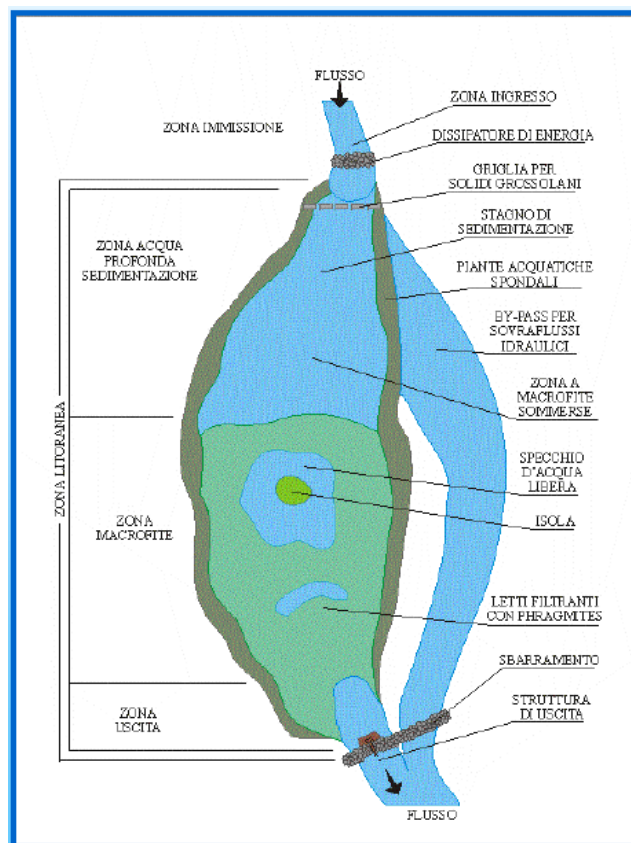 FLUSSO
ZONA INGRESSO
ZONA IMMISSIONE
DISSIPATORE DI ENERGIA
GRIGLIA PER
SOLIDI GROSSOLANI
STAGNO DI
SEDIMENTAZIONE
ZONA ACQUA
PROFONDA
SEDIMENTAZIONE
PIANTE ACQUATICHE
SPONDALI
BY-PASS PER
SOVRAFLUSSI
IDRAULICI
ZONA A
MACROFITE
SOMMERSE
ZONA LITORANEA
SPECCHIO
D'ACQUA
LIBERA
ZONA
MACROFITE
ISOLA
LETTI FILTRANTI
CON PHRAGMITES
SBARRAMENTO
STRUTTURA
DI USCITA
ZONA
USCITA
FLUSSO